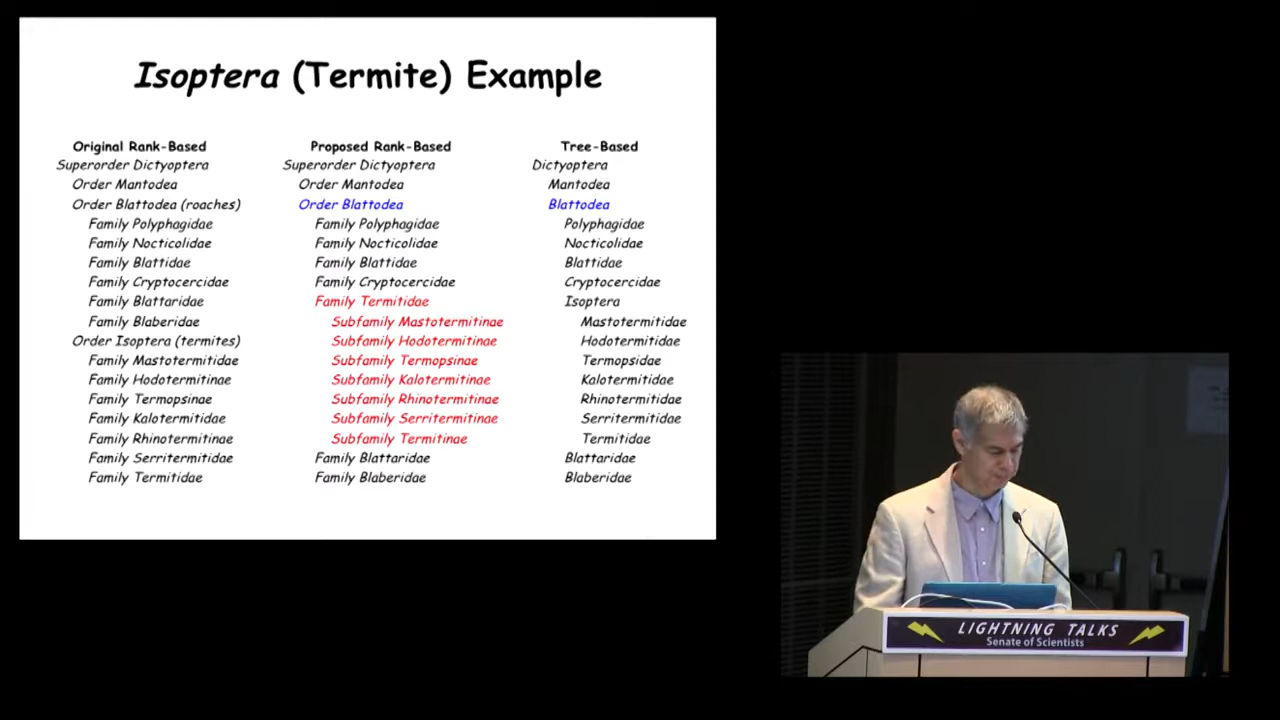 Isoptera (Termite) Example
Original Rank-Based
Superorder Dictyoptera
Order Mantodea
Order Blattodea (roaches)
Family Polyphagidae
Family Nocticolidae
Family Blattidae
Family Cryptocercidae
Family Blattaridae
Family Blaberidae
Order Isoptera (termites)
Family Mastotermitidae
Family Hodotermitinae
Family Termopsinae
Family Kalotermitidae
Family Rhinotermitinae
Family Serritermitidae
Family Termitidae
Proposed Rank-Based
Superorder Dictyoptera
Order Mantodea
Order Blattodea
Family Polyphagidae
Family Nocticolidae
Family Blattidae
Family Cryptocercidae
Family Termitidae
Subfamily Mastotermitinae
Subfamily Hodotermitinae
Subfamily Termopsinae
Subfamily Kalotermitinae
Subfamily Rhinotermitinae
Subfamily Serritermitinae
Subfamily Termitinae
Family Blattaridae
Family Blaberidae
Tree-Based
Dictyoptera
Mantodea
Blattodea
Polyphagidae
Nocticolidae
Blattidae
Cryptocercidae
Isoptera
Mastotermitidae
Hodotermitidae
Termopsidae
Kalotermitidae
Rhinotermitidae
Serritermitidae
Termitidae
Blattaridae
Blaberidae
LIGHTNING TALKS
Senate of Scientists